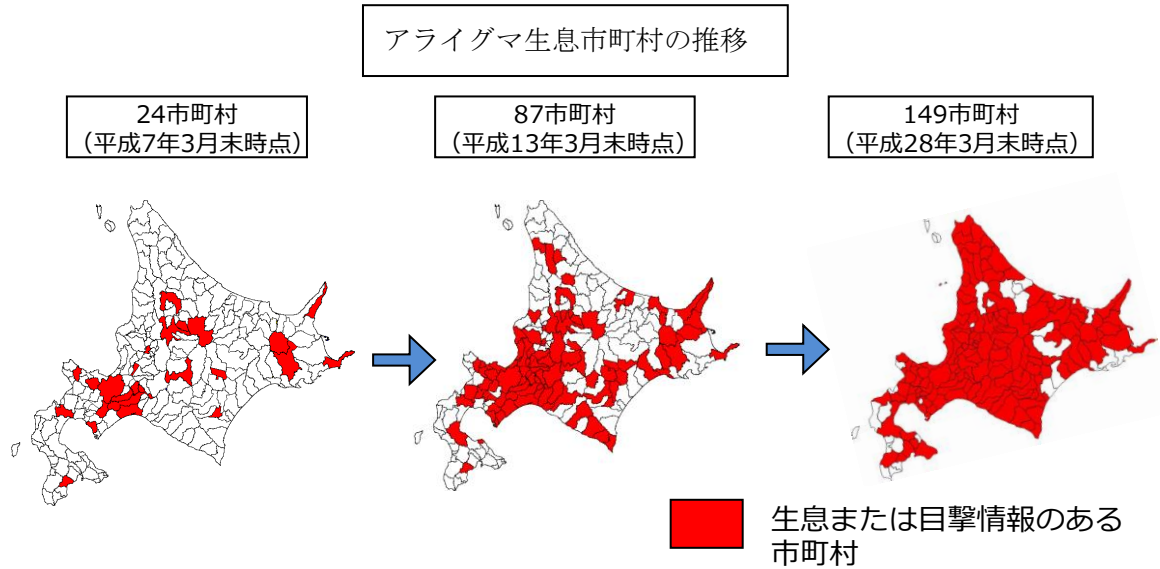 アライグマ生息市町村の推移
24市町村
(平成7年3月末時点)
87市町村
(平成13年3月末時点)
149市町村
(平成28年3月末時点)
生息または目撃情報のある
市町村